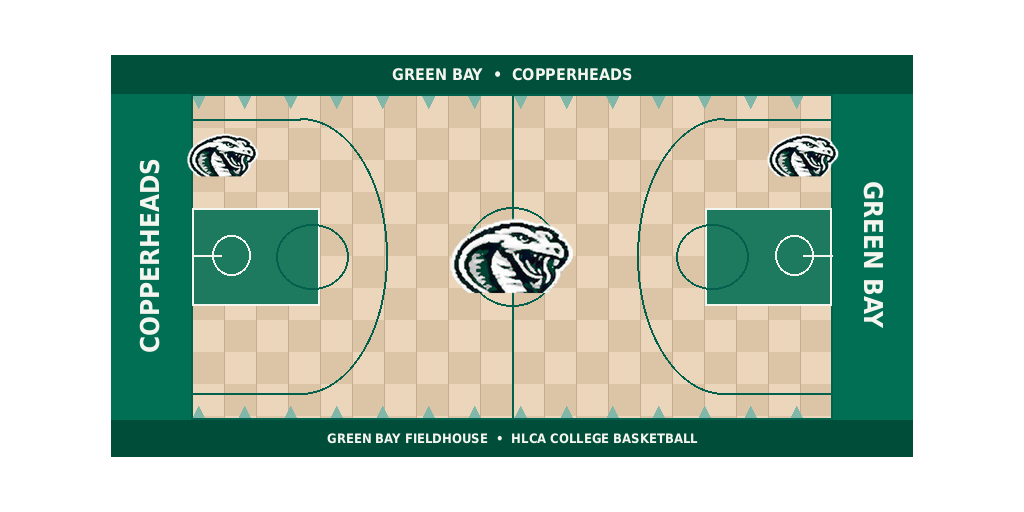 GREEN BAY • COPPERHEADS
COPPERHEADS
GREEN BAY
GREEN BAY FIELDHOUSE • HLCA COLLEGE BASKETBALL